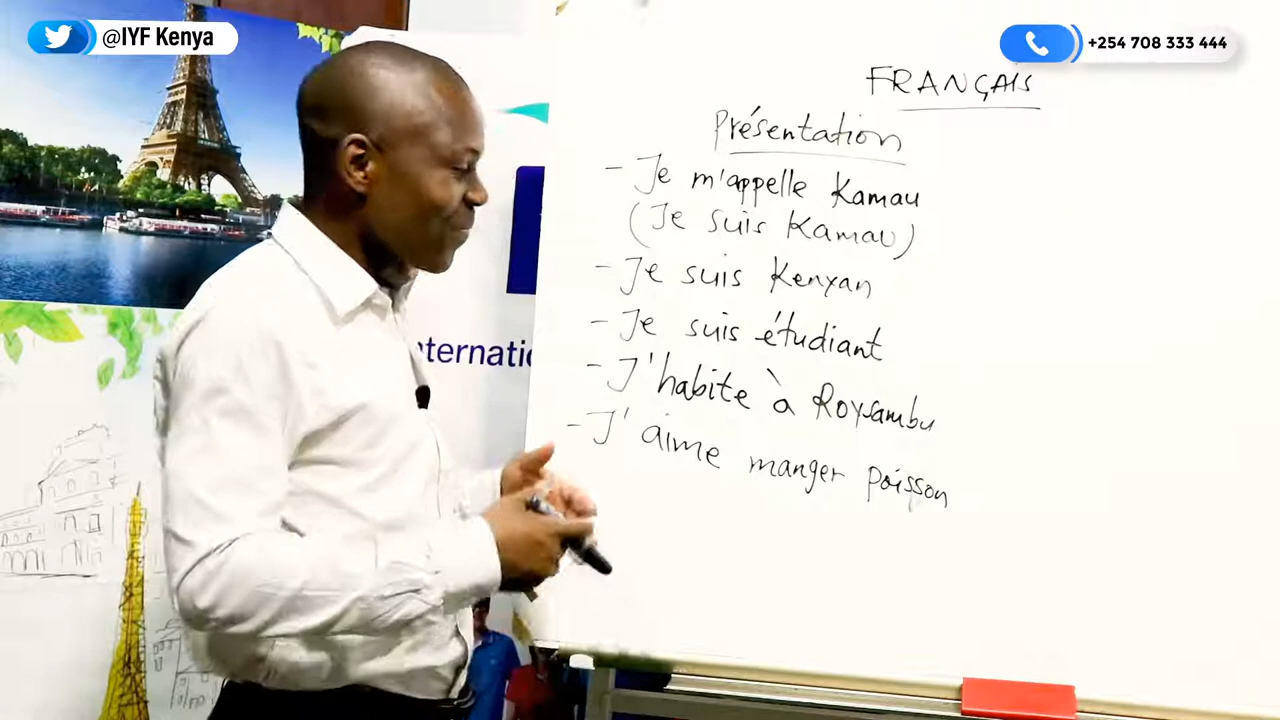 @IYF Kenya
+254 708 333 444
FRANÇAIS
Présentation
- Je m'appelle Kamau
(Je suis Kamau)
- Je suis Kenyan
- Je suis étudiant
- J'habite à Roysambu
- J'aime manger poisson